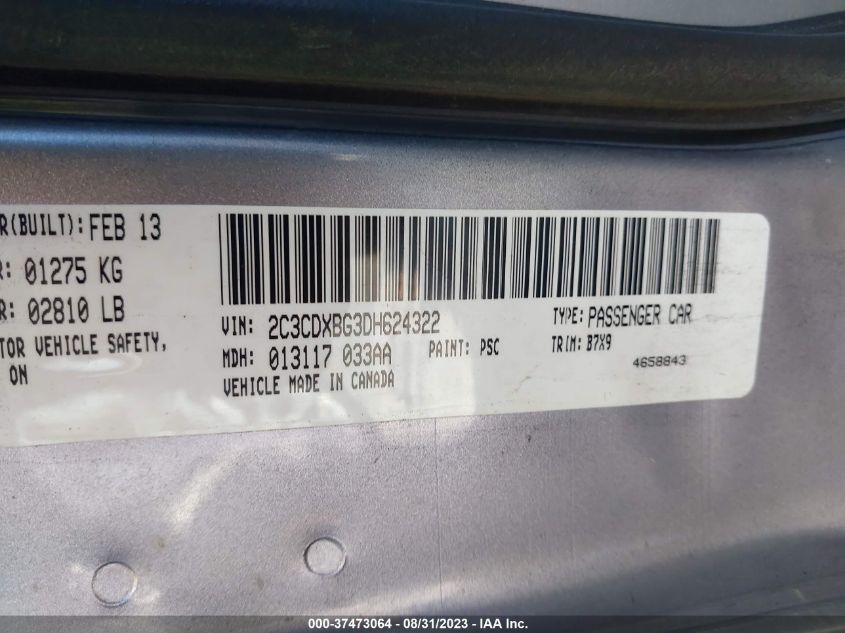 R(BUILT): FEB 13
R: 01275 KG
R: 02810 LB
TOR VEHICLE SAFETY,
ON
VIN: 2C3CDXBG3DH624322
TYPE: PASSENGER CAR
MDH: 013117 033AA
PAINT: PSC
TRIM: B7X9
VEHICLE MADE IN CANADA
4658843
000-37473064 - 08/31/2023 - IAA Inc.